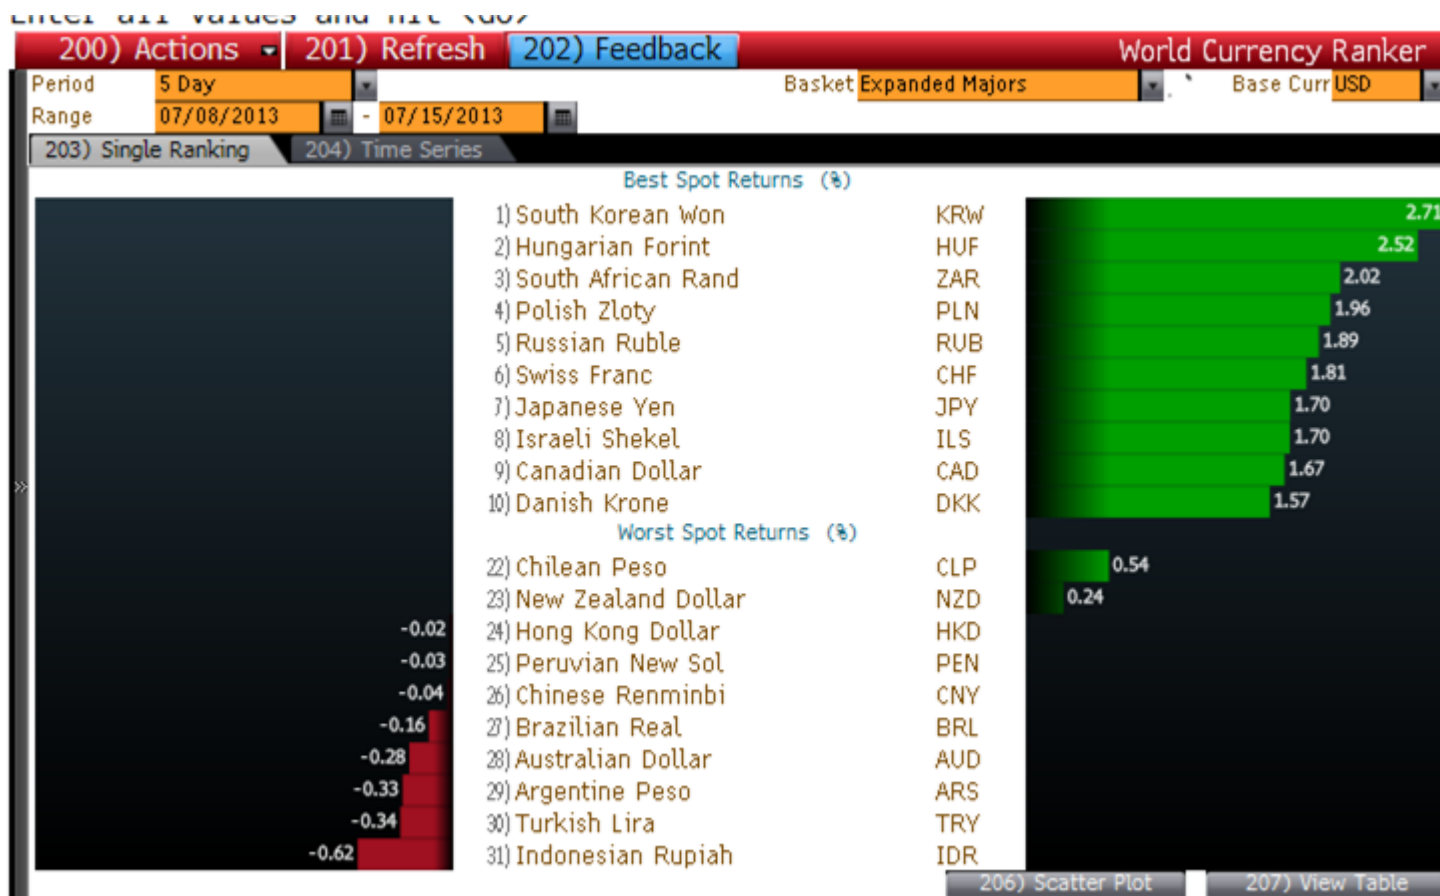 Enter all values and hit <GO>
200) Actions 201) Refresh 202) Feedback World Currency Ranker
Period 5 Day Basket Expanded Majors Base Curr USD
Range 07/08/2013 - 07/15/2013
203) Single Ranking 204) Time Series
Best Spot Returns (%)
1) South Korean Won KRW 2.71
2) Hungarian Forint HUF 2.52
3) South African Rand ZAR 2.02
4) Polish Zloty PLN 1.96
5) Russian Ruble RUB 1.89
6) Swiss Franc CHF 1.81
7) Japanese Yen JPY 1.70
8) Israeli Shekel ILS 1.70
9) Canadian Dollar CAD 1.67
10) Danish Krone DKK 1.57
Worst Spot Returns (%)
22) Chilean Peso CLP 0.54
23) New Zealand Dollar NZD 0.24
-0.02 24) Hong Kong Dollar HKD
-0.03 25) Peruvian New Sol PEN
-0.04 26) Chinese Renminbi CNY
-0.16 27) Brazilian Real BRL
-0.28 28) Australian Dollar AUD
-0.33 29) Argentine Peso ARS
-0.34 30) Turkish Lira TRY
-0.62 31) Indonesian Rupiah IDR
206) Scatter Plot 207) View Table